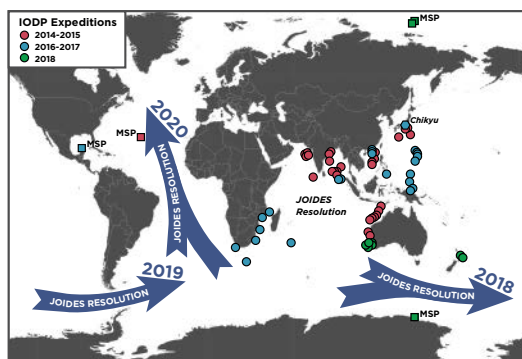 IODP Expeditions
2014-2015
2016-2017
2018
MSP
Chikyu
MSP
MSP
2020
JOIDES RESOLUTION
JOIDES
Resolution
2019
JOIDES RESOLUTION
2018
JOIDES RESOLUTION
MSP